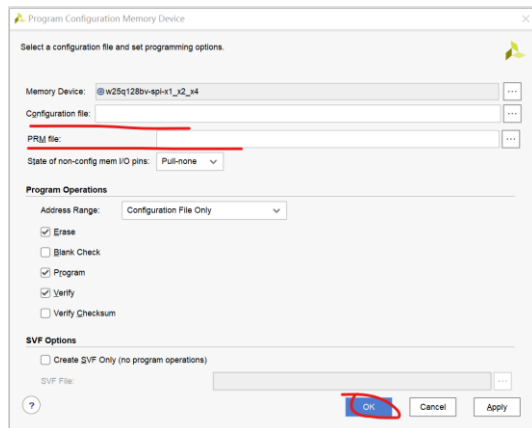 Program Configuration Memory Device
Select a configuration file and set programming options.
Memory Device: w25q128bv-spi-x1_x2_x4 ...
Configuration file: ...
PRM file: ...
State of non-config mem I/O pins: Pull-none
Program Operations
Address Range: Configuration File Only
Erase
Blank Check
Program
Verify
Verify Checksum
SVF Options
Create SVF Only (no program operations)
SVF File: ...
? OK Cancel Apply